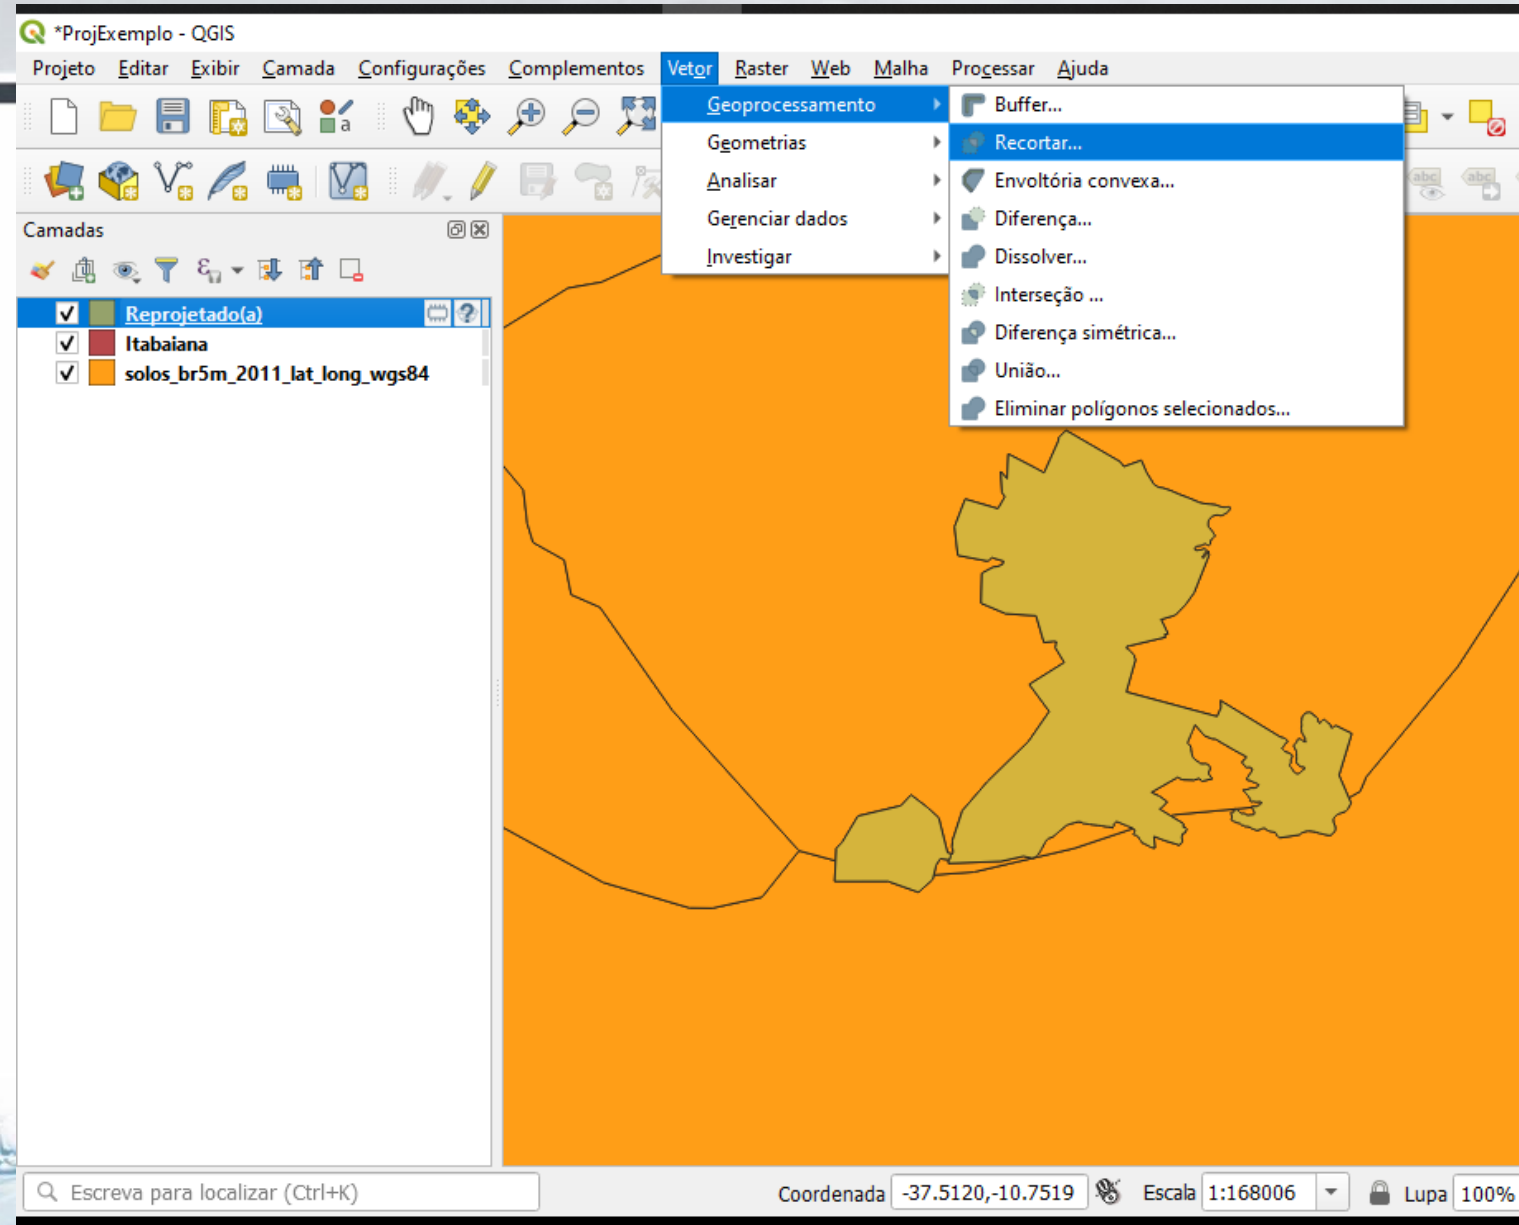 *ProjExemplo - QGIS
Projeto Editar Exibir Camada Configurações Complementos Vetor Raster Web Malha Processar Ajuda
Geoprocessamento
Geometrias
Analisar
Gerenciar dados
Investigar
Buffer...
Recortar...
Envoltória convexa...
Diferença...
Dissolver...
Interseção ...
Diferença simétrica...
União...
Eliminar polígonos selecionados...
Camadas
Reprojetado(a)
Itabaiana
solos_br5m_2011_lat_long_wgs84
Escreva para localizar (Ctrl+K)
Coordenada -37.5120,-10.7519 Escala 1:168006 Lupa 100%